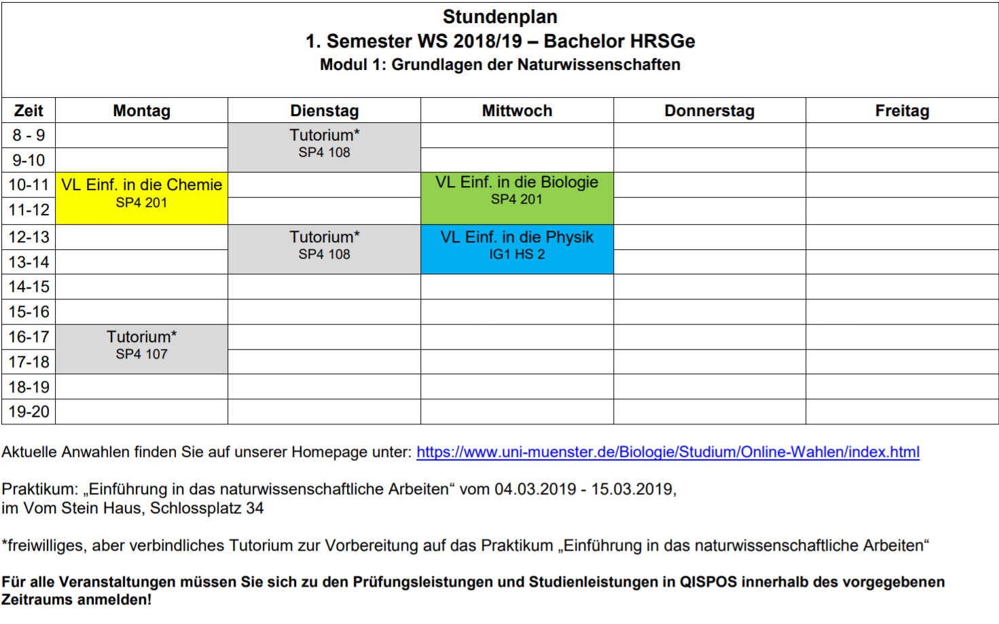 Stundenplan
1. Semester WS 2018/19 – Bachelor HRSGe
Modul 1: Grundlagen der Naturwissenschaften
Zeit Montag Dienstag Mittwoch Donnerstag Freitag
8 - 9 Tutorium*
SP4 108
9-10
10-11 VL Einf. in die Chemie VL Einf. in die Biologie
SP4 201 SP4 201
11-12
12-13 Tutorium* VL Einf. in die Physik
SP4 108 IG1 HS 2
13-14
14-15
15-16
16-17 Tutorium*
SP4 107
17-18
18-19
19-20
Aktuelle Anwahlen finden Sie auf unserer Homepage unter: https://www.uni-muenster.de/Biologie/Studium/Online-Wahlen/index.html
Praktikum: „Einführung in das naturwissenschaftliche Arbeiten“ vom 04.03.2019 - 15.03.2019,
im Vom Stein Haus, Schlossplatz 34
*freiwilliges, aber verbindliches Tutorium zur Vorbereitung auf das Praktikum „Einführung in das naturwissenschaftliche Arbeiten“
Für alle Veranstaltungen müssen Sie sich zu den Prüfungsleistungen und Studienleistungen in QISPOS innerhalb des vorgegebenen
Zeitraums anmelden!